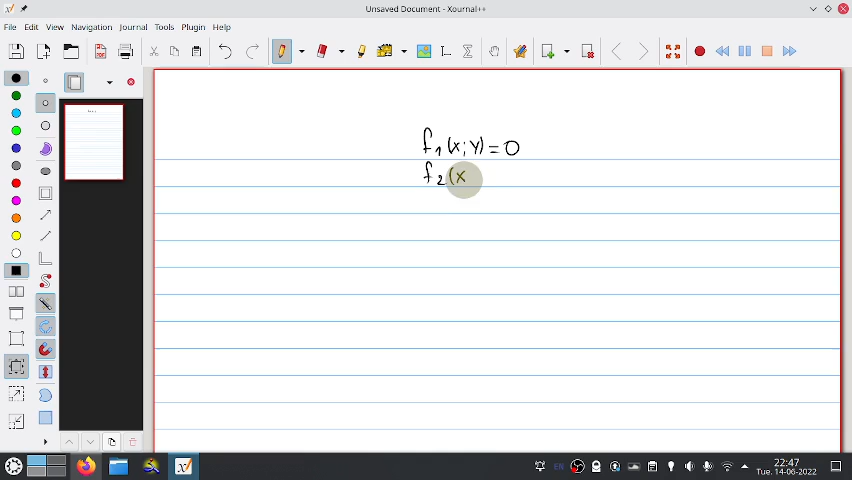 Unsaved Document - Xournal++
File Edit View Navigation Journal Tools Plugin Help
f₁(x;y)=0
f₂(x
EN
22:47
Tue. 14-06-2022